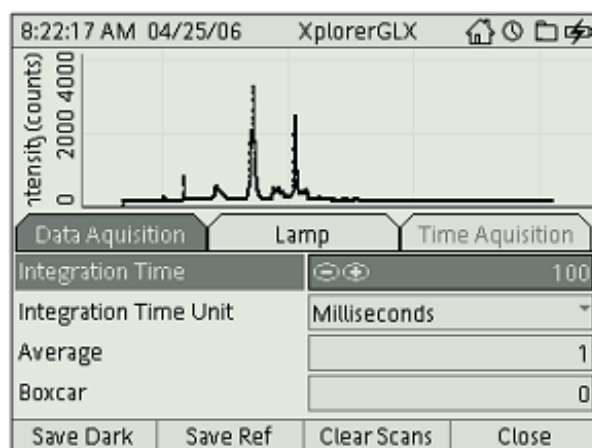 8:22:17 AM 04/25/06 XplorerGLX
ntensity (counts)
4000
2000
0
Data Aquisition Lamp Time Aquisition
Integration Time 100
Integration Time Unit Milliseconds
Average 1
Boxcar 0
Save Dark Save Ref Clear Scans Close